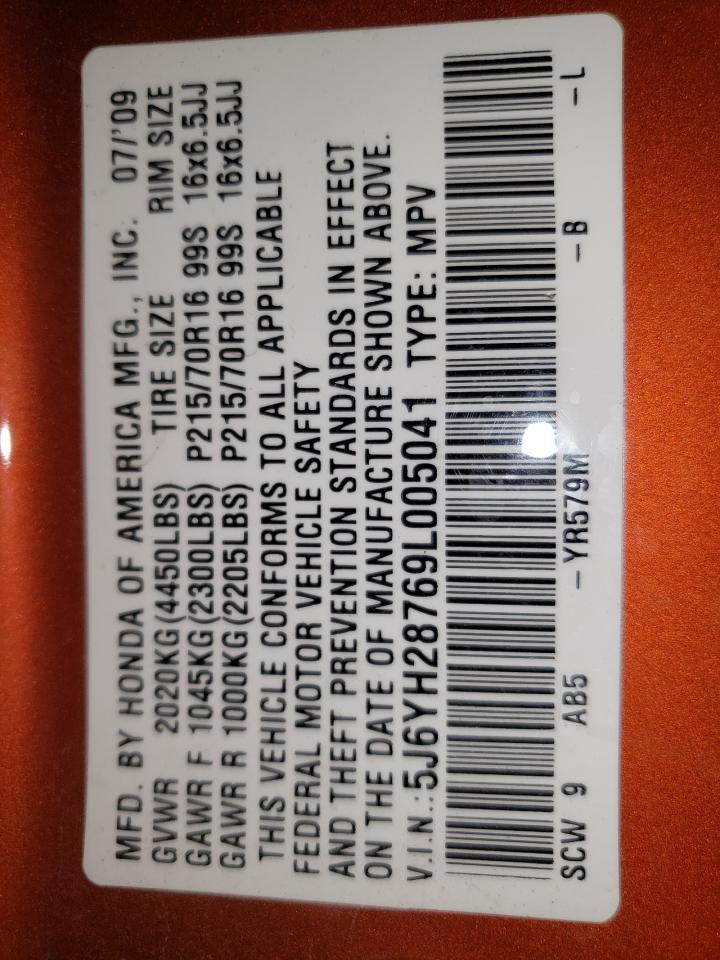 MFD. BY HONDA OF AMERICA MFG., INC. 07/'09
GVWR 2020KG(4450LBS) TIRE SIZE RIM SIZE
GAWR F 1045KG(2300LBS) P215/70R16 99S 16x6.5JJ
GAWR R 1000KG(2205LBS) P215/70R16 99S 16x6.5JJ
THIS VEHICLE CONFORMS TO ALL APPLICABLE
FEDERAL MOTOR VEHICLE SAFETY
AND THEFT PREVENTION STANDARDS IN EFFECT
ON THE DATE OF MANUFACTURE SHOWN ABOVE.
V.I.N.:5J6YH28769L005041 TYPE: MPV
SCW 9 AB5 -YR579M -B -L